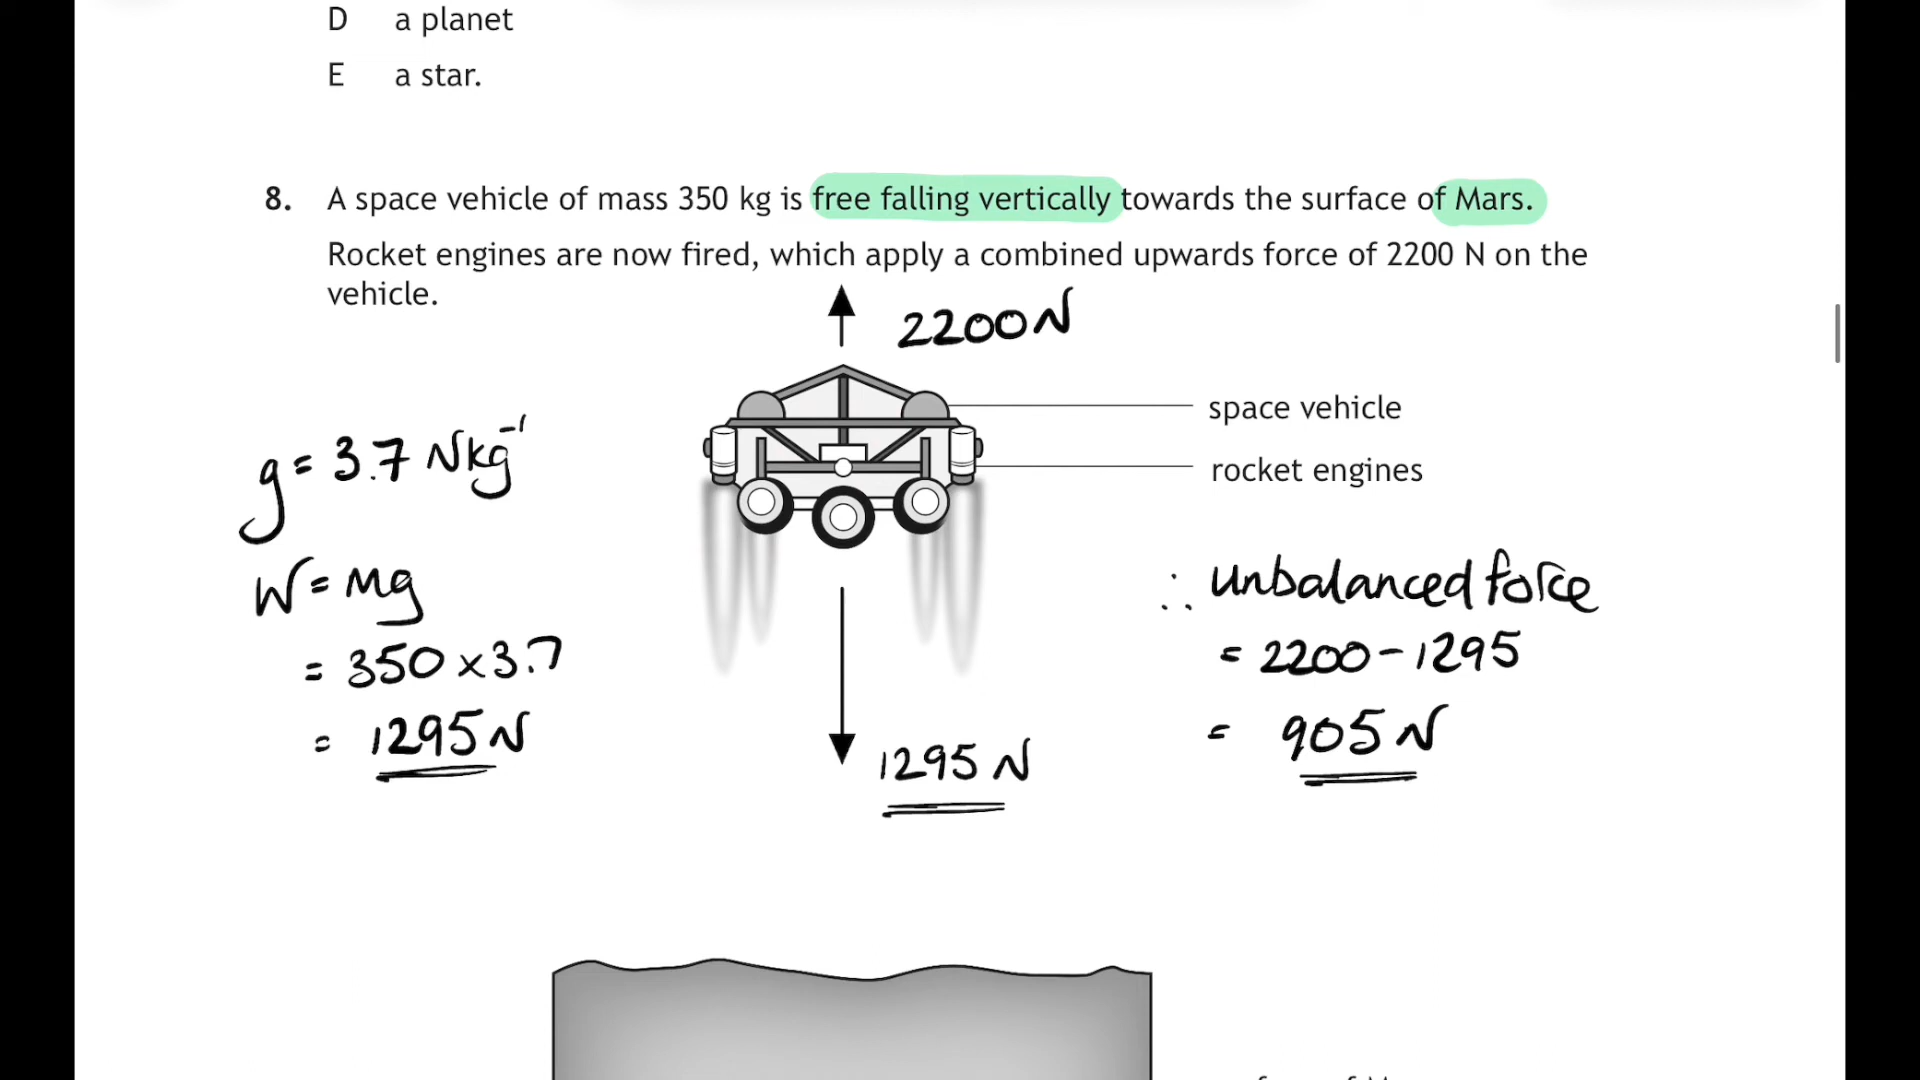 D a planet
E a star.
8. A space vehicle of mass 350 kg is free falling vertically towards the surface of Mars.
Rocket engines are now fired, which apply a combined upwards force of 2200 N on the
vehicle.
2200N
space vehicle
rocket engines
g = 3.7 Nkg⁻¹
W = mg
= 350 × 3.7
= 1295 N
1295 N
∴ unbalanced force
= 2200 - 1295
= 905 N